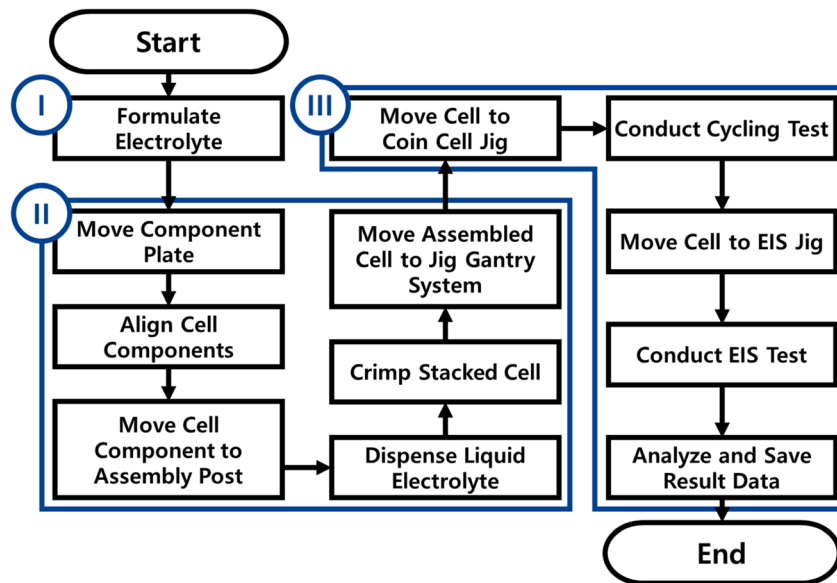 Start
I
Formulate
Electrolyte
II
Move Component
Plate
Align Cell
Components
Move Cell
Component to
Assembly Post
Dispense Liquid
Electrolyte
Crimp Stacked Cell
Move Assembled
Cell to Jig Gantry
System
III
Move Cell to
Coin Cell Jig
Conduct Cycling Test
Move Cell to EIS Jig
Conduct EIS Test
Analyze and Save
Result Data
End